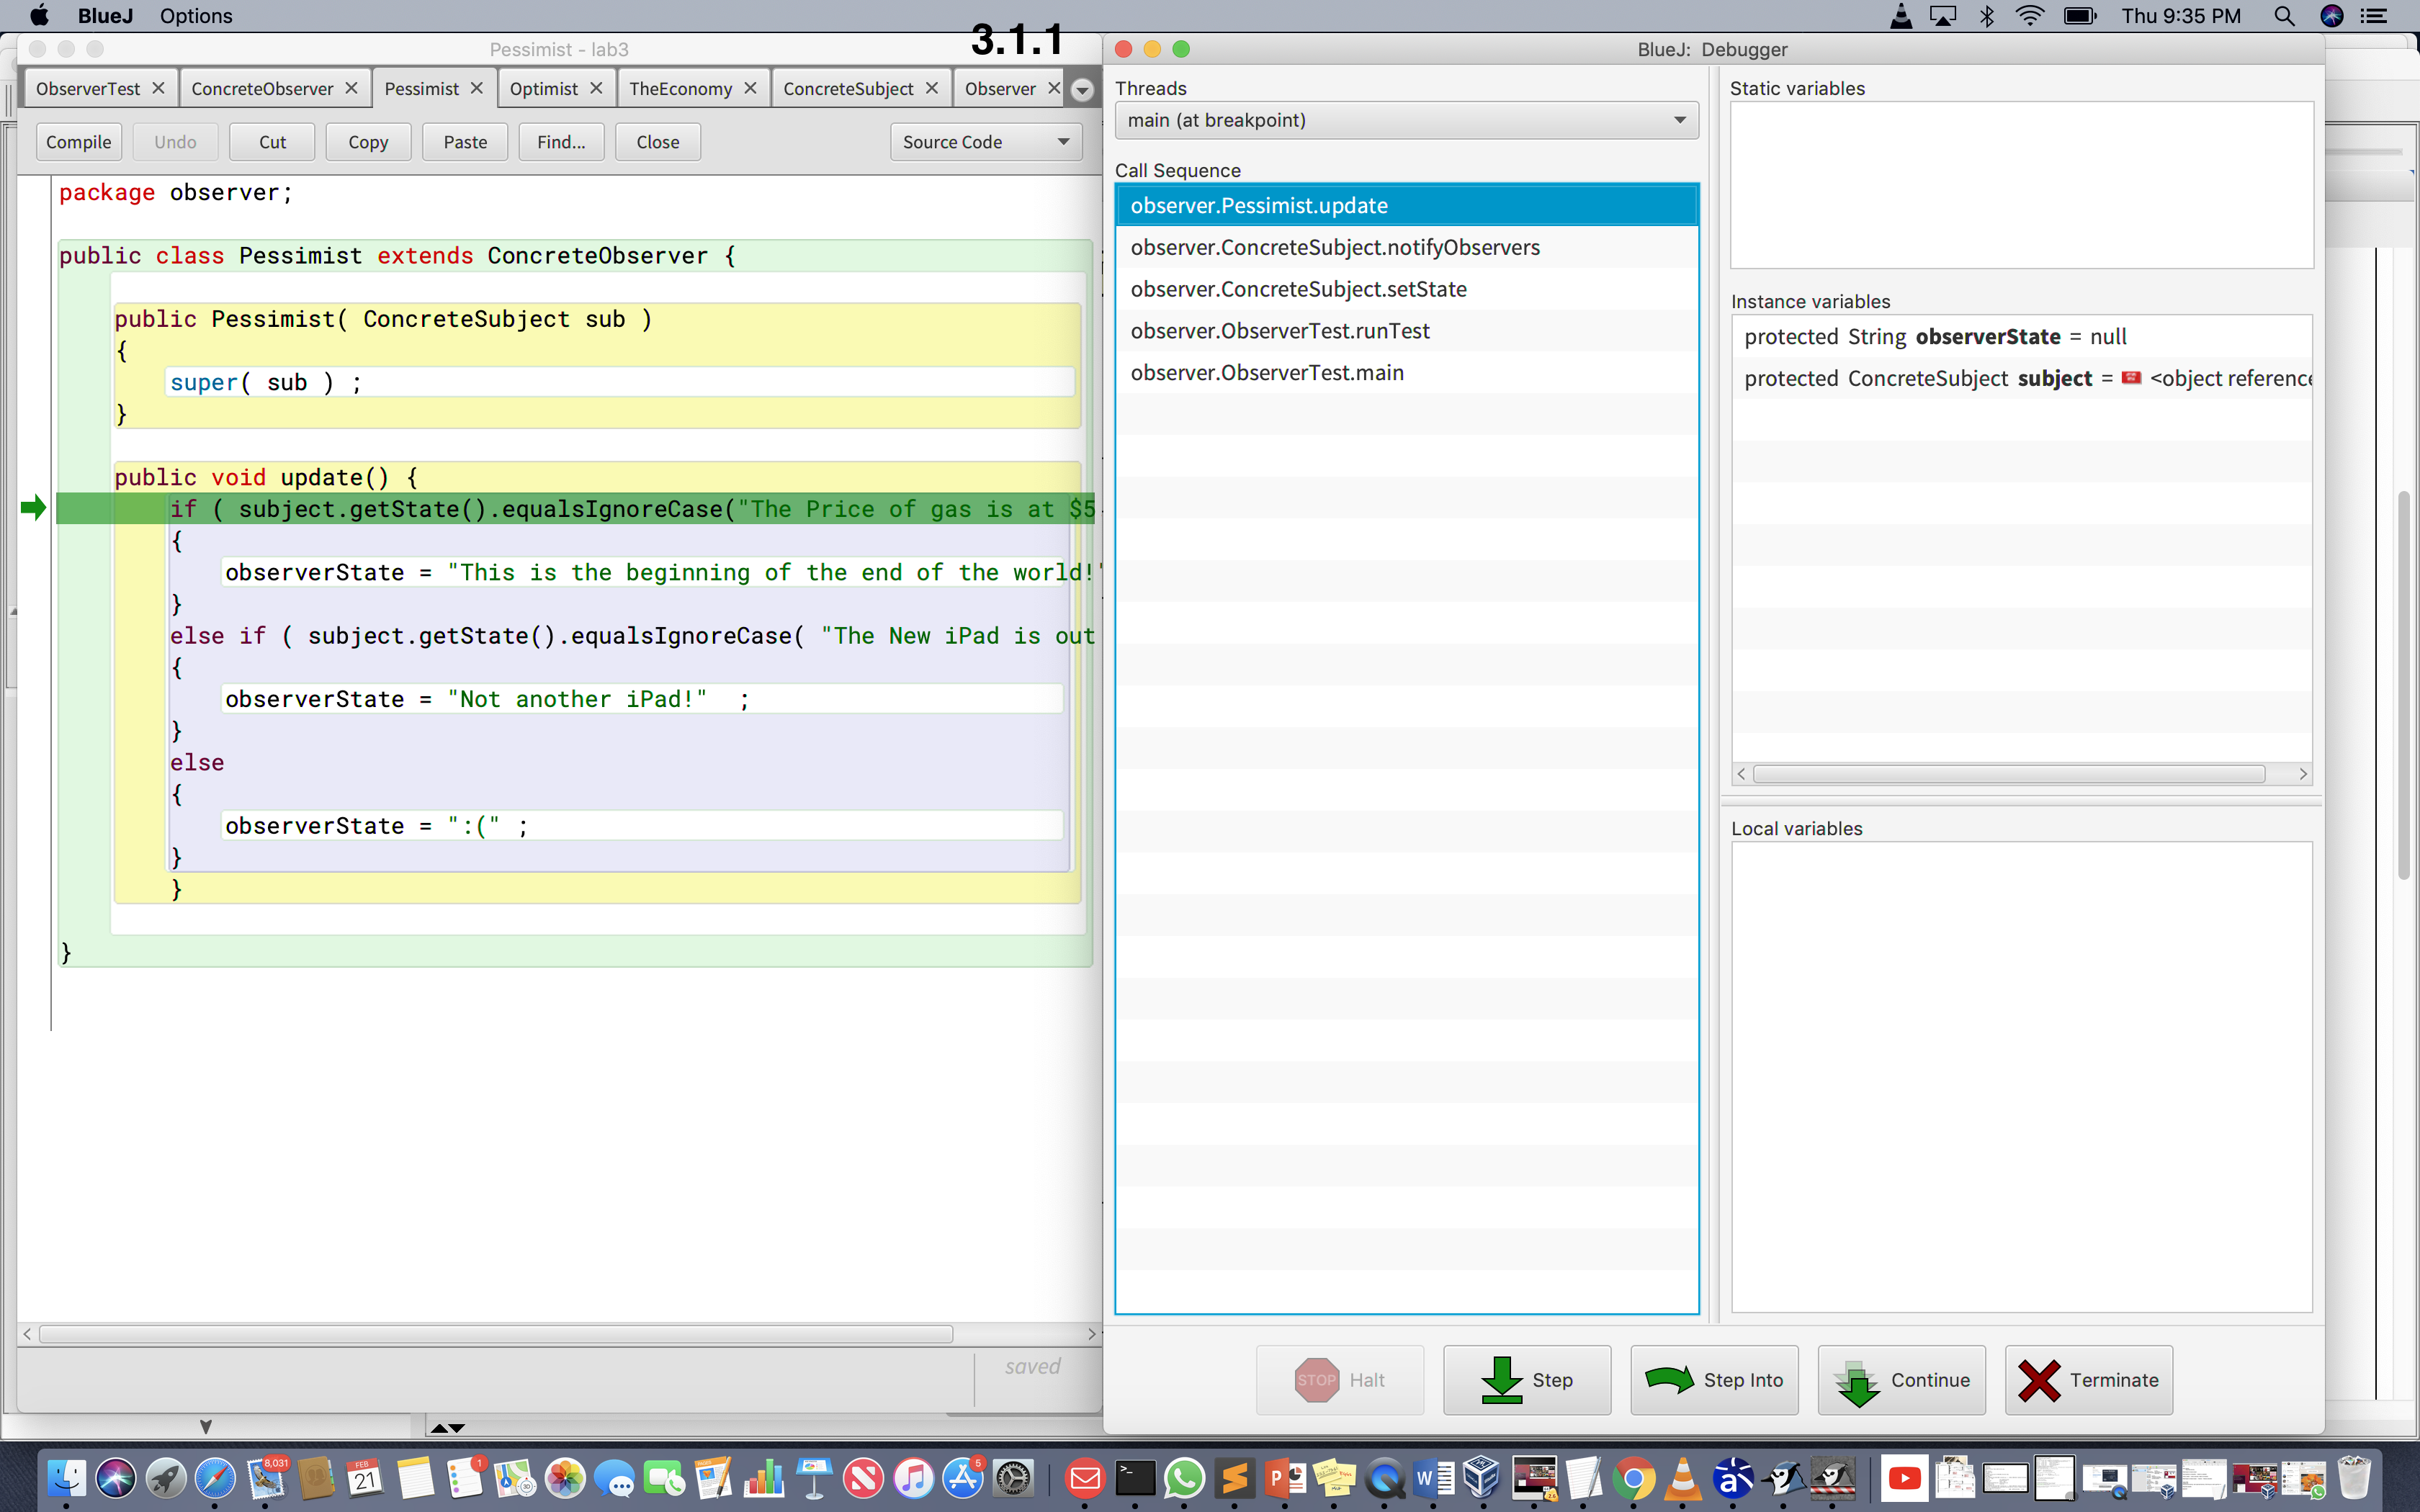 BlueJ Options
Thu 9:35 PM
3.1.1
Pessimist - lab3
ObserverTest ConcreteObserver Pessimist Optimist TheEconomy ConcreteSubject Observer
Compile Undo Cut Copy Paste Find... Close Source Code
package observer;
public class Pessimist extends ConcreteObserver {
public Pessimist( ConcreteSubject sub )
{
super( sub ) ;
}
public void update() {
if ( subject.getState().equalsIgnoreCase("The Price of gas is at $5
{
observerState = "This is the beginning of the end of the world!"
}
else if ( subject.getState().equalsIgnoreCase( "The New iPad is out
{
observerState = "Not another iPad!" ;
}
else
{
observerState = ":(" ;
}
}
}
saved
BlueJ: Debugger
Threads
main (at breakpoint)
Call Sequence
observer.Pessimist.update
observer.ConcreteSubject.notifyObservers
observer.ConcreteSubject.setState
observer.ObserverTest.runTest
observer.ObserverTest.main
Static variables
Instance variables
protected String observerState = null
protected ConcreteSubject subject = <object reference
Local variables
STOP Halt
Step
Step Into
Continue
Terminate
8,031
FEB
21
1
5